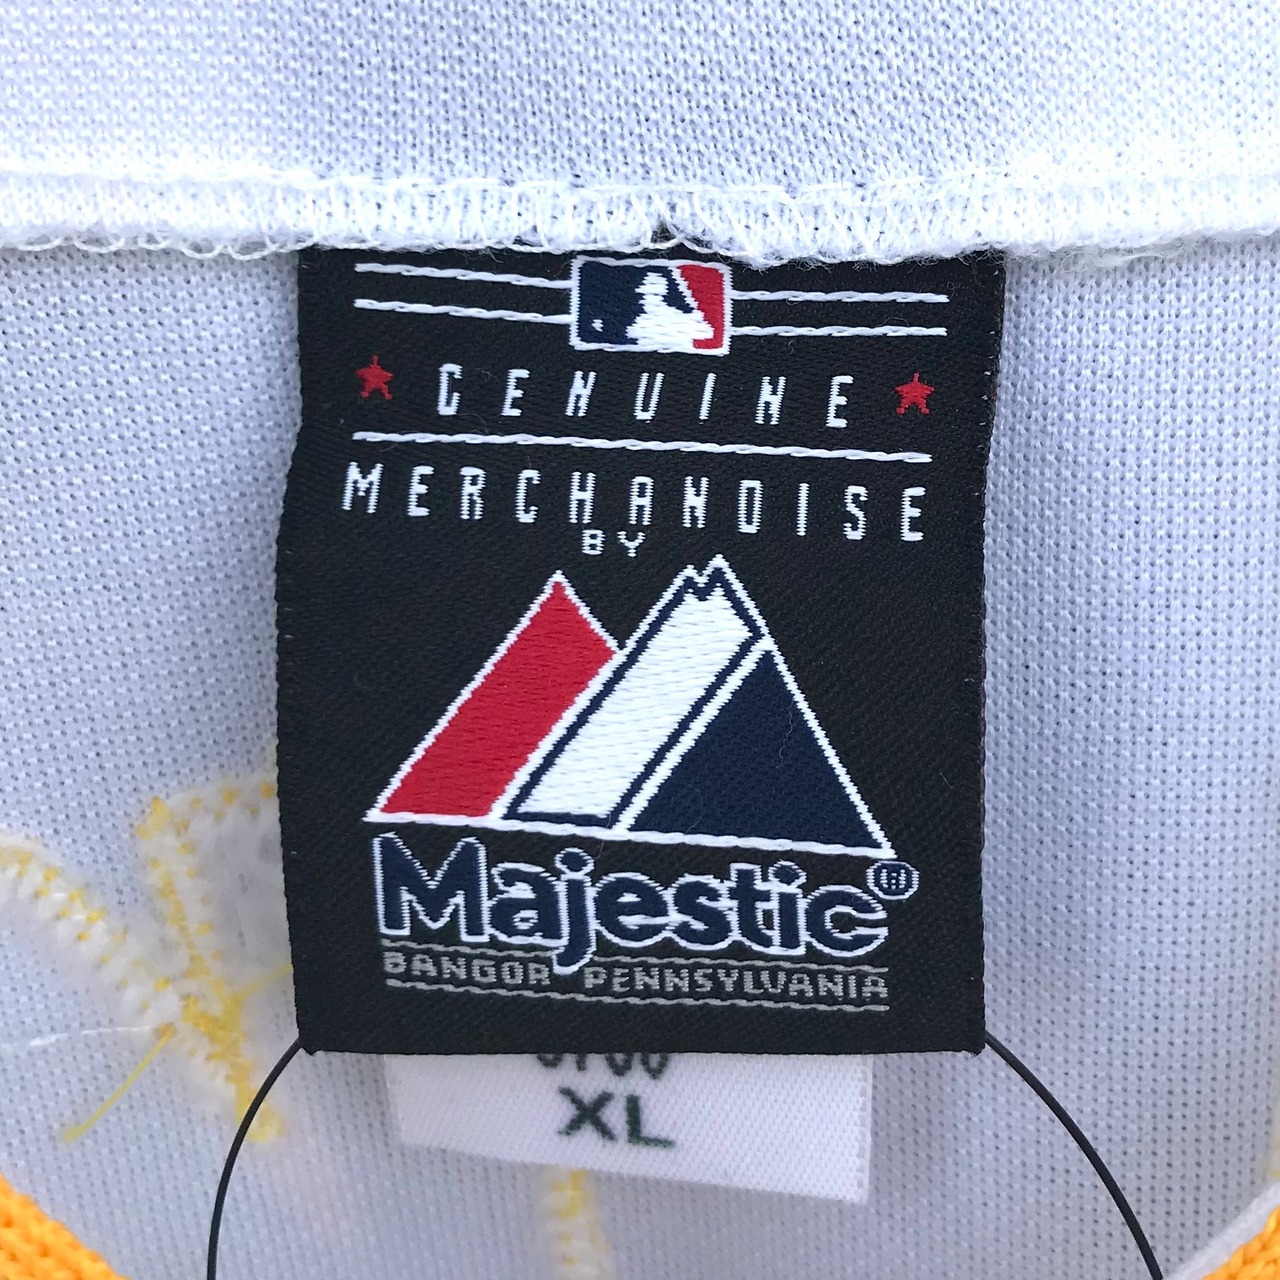 GENUINE
MERCHANDISE
BY
Majestic®
BANGOR PENNSYLVANIA
XL